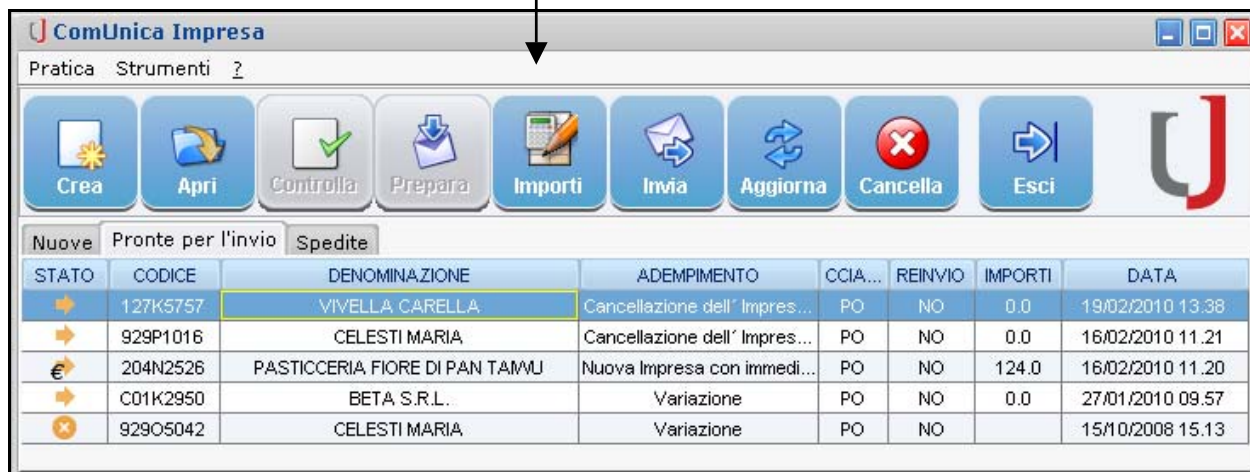 ComUnica Impresa
Pratica Strumenti ?
Crea Apri Controlla Prepara Importi Invia Aggiorna Cancella Esci
Nuove Pronte per l'invio Spedite
STATO CODICE DENOMINAZIONE ADEMPIMENTO CCIA... REINVIO IMPORTI DATA
127K5757 VIVELLA CARELLA Cancellazione dell´ Impres... PO NO 0.0 19/02/2010 13.38
929P1016 CELESTI MARIA Cancellazione dell´ Impres... PO NO 0.0 16/02/2010 11.21
€ 204N2526 PASTICCERIA FIORE DI PAN Nuova Impresa con immedi... PO NO 124.0 16/02/2010 11.20
C01K2950 BETA S.R.L. Variazione PO NO 0.0 27/01/2010 09.57
929O5042 CELESTI MARIA Variazione PO NO 15/10/2008 15.13